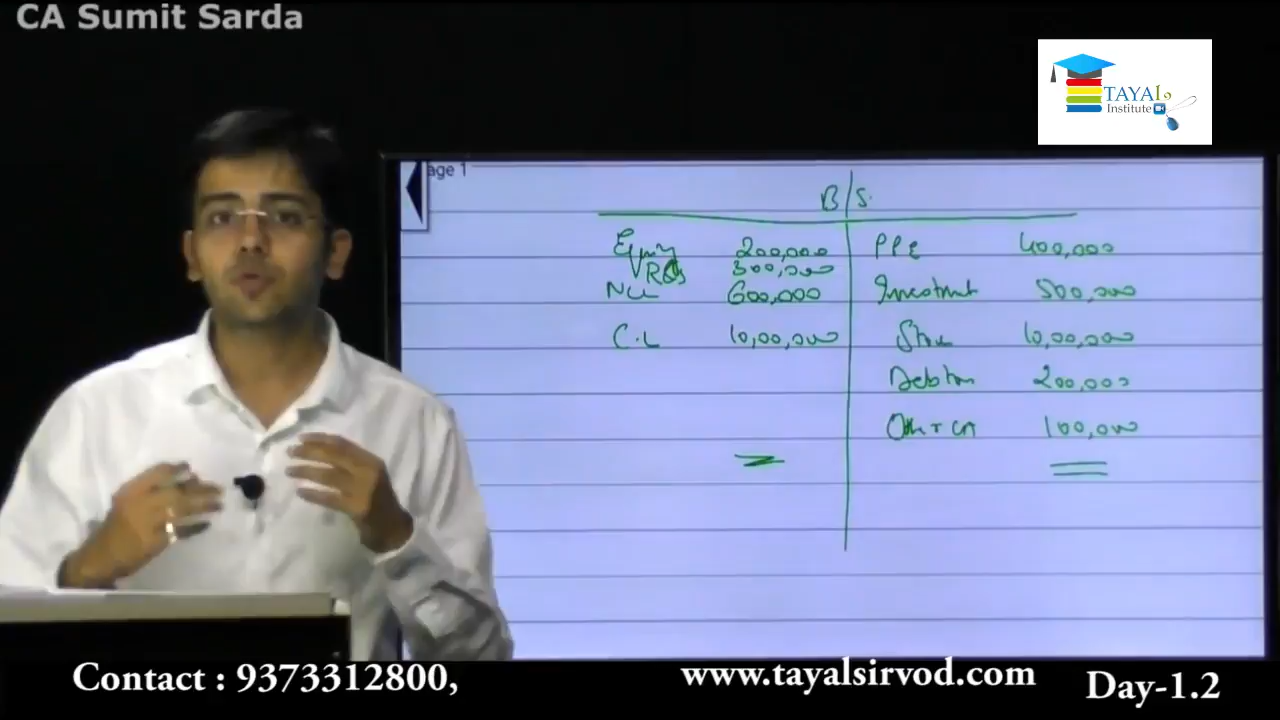 CA Sumit Sarda
TAYAL
Institute
age 1
B/S.
Equity 200,000 PPE 400,000
R&S 300,000
NCL 600,000 Investment 500,000
C.L 10,00,000 Stock 10,00,000
Debtors 200,000
Other CA 100,000
Contact : 9373312800, www.tayalsirvod.com Day-1.2